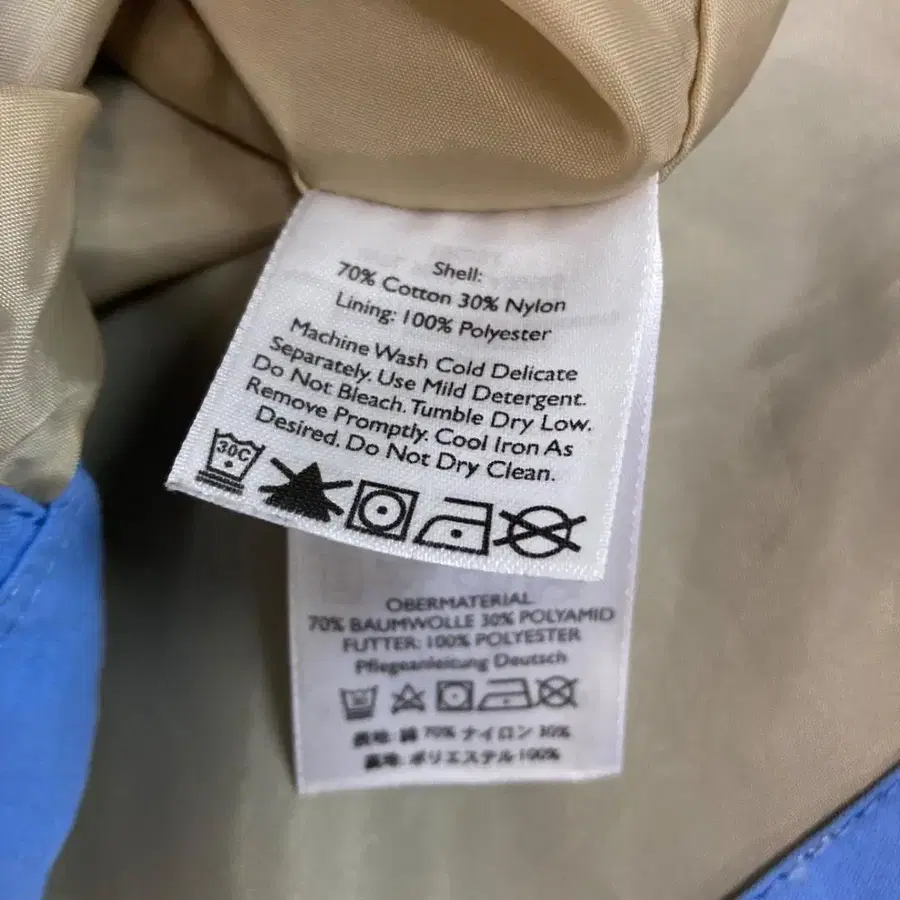 Shell:
70% Cotton 30% Nylon
Lining: 100% Polyester
Machine Wash Cold Delicate
Separately. Use Mild Detergent.
Do Not Bleach. Tumble Dry Low.
Remove Promptly. Cool Iron As
Desired. Do Not Dry Clean.
30C
OBERMATERIAL
70% BAUMWOLLE 30% POLYAMID
FUTTER: 100% POLYESTER
Pflegeanleitung Deutsch
表地: 綿 70% ナイロン 30%
裏地: ポリエステル 100%